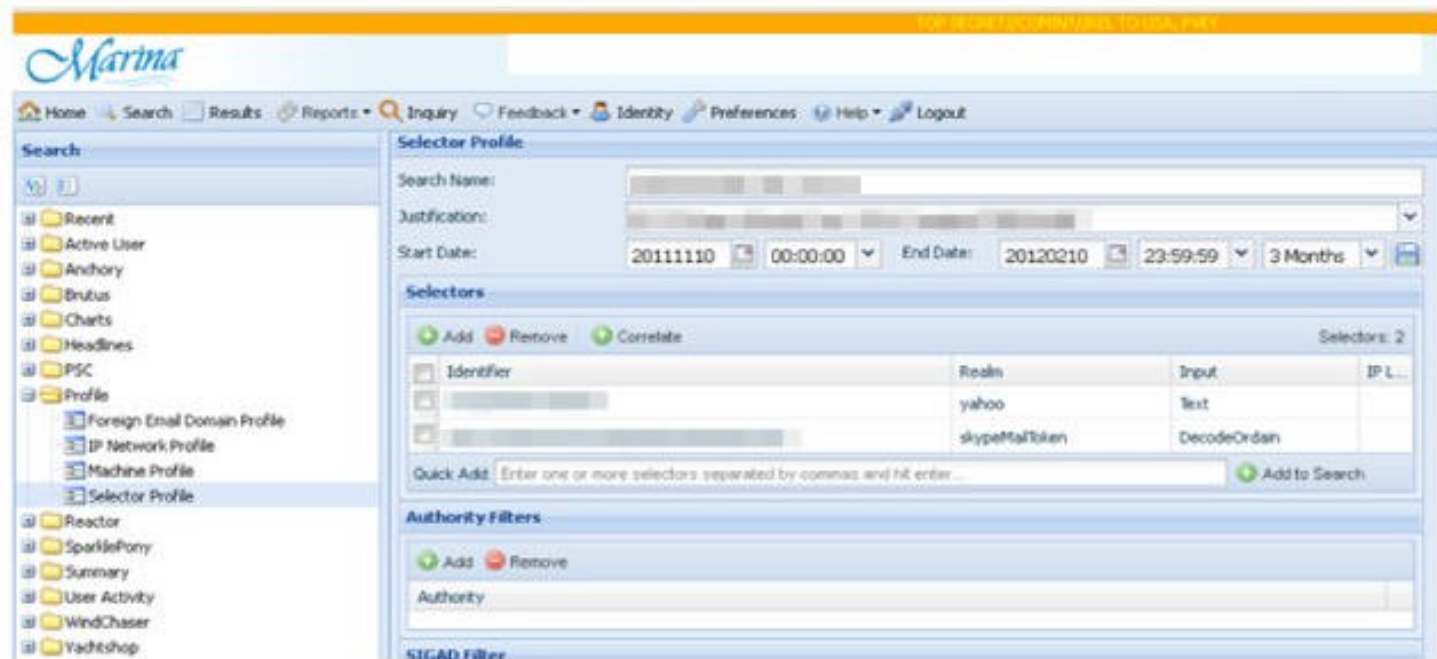 TOP SECRET//COMINT//REL TO USA, FVEY
Marina
Home Search Results Reports Inquiry Feedback Identity Preferences Help Logout
Search
Recent
Active User
Anchory
Brutus
Charts
Headlines
PSC
Profile
Foreign Email Domain Profile
IP Network Profile
Machine Profile
Selector Profile
Reactor
SparklePony
Summary
User Activity
WindChaser
Yachtshop
Selector Profile
Search Name:
Justification:
Start Date: 20111110 00:00:00 End Date: 20120210 23:59:59 3 Months
Selectors
Add Remove Correlate Selectors: 2
Identifier Realm Input IP L...
yahoo Text
skypeMailToken DecodeOrdain
Quick Add: Enter one or more selectors separated by commas and hit enter... Add to Search
Authority Filters
Add Remove
Authority
SIGAD Filter